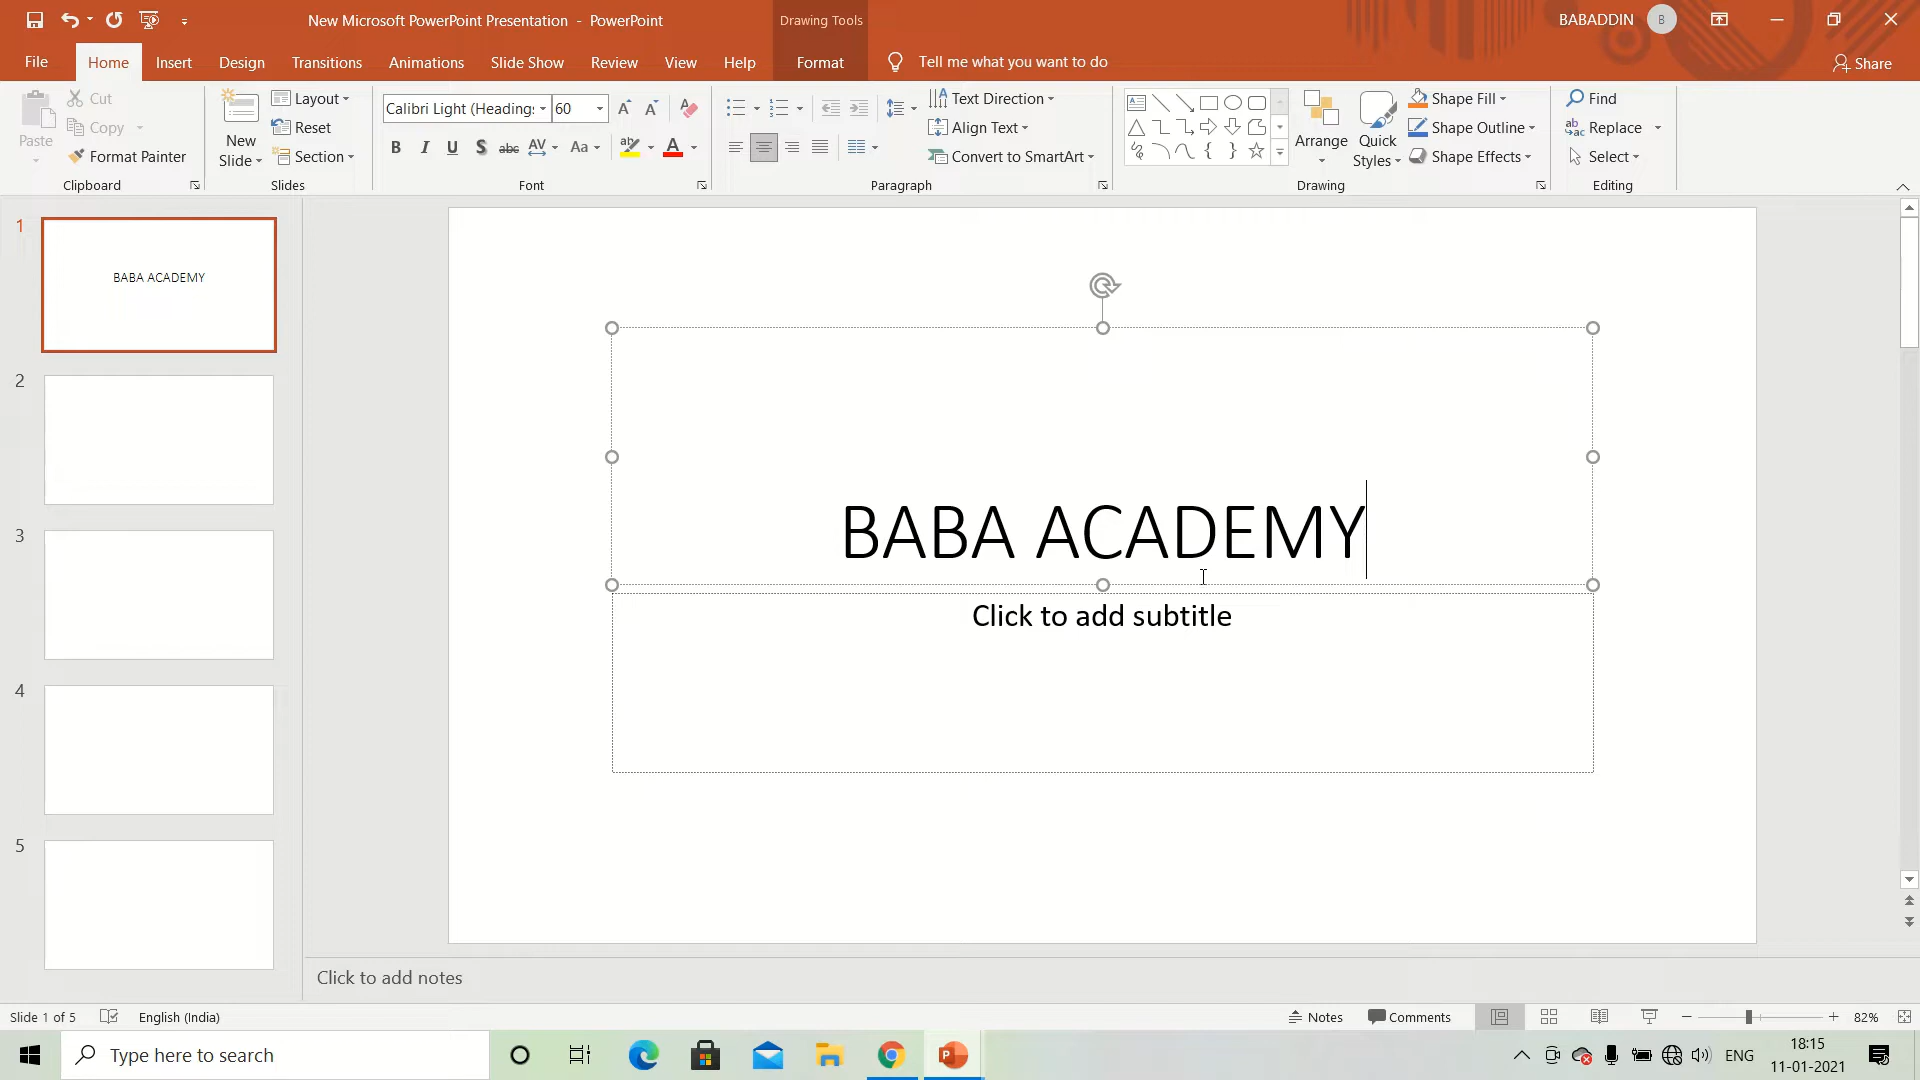 New Microsoft PowerPoint Presentation - PowerPoint
Drawing Tools
BABADDIN
B
File
Home
Insert
Design
Transitions
Animations
Slide Show
Review
View
Help
Format
Tell me what you want to do
Share
Paste
Cut
Copy
Format Painter
Clipboard
New
Slide
Layout
Reset
Section
Slides
Calibri Light (Headings
60
B I U S abc AV Aa ab A
Font
Text Direction
Align Text
Convert to SmartArt
Paragraph
Arrange
Quick
Styles
Shape Fill
Shape Outline
Shape Effects
Drawing
Find
Replace
Select
Editing
1
BABA ACADEMY
2
3
4
5
BABA ACADEMY
Click to add subtitle
Click to add notes
Slide 1 of 5
English (India)
Notes
Comments
82%
Type here to search
ENG
18:15
11-01-2021